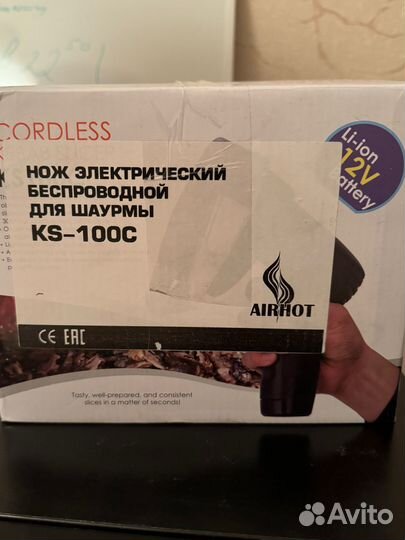 CORDLESS
Li-ion
12V
Battery
НОЖ ЭЛЕКТРИЧЕСКИЙ
БЕСПРОВОДНОЙ
ДЛЯ ШАУРМЫ
KS-100C
AIRHOT
CE EAC
Tasty, well-prepared, and consistent
slices in a matter of seconds!
Avito